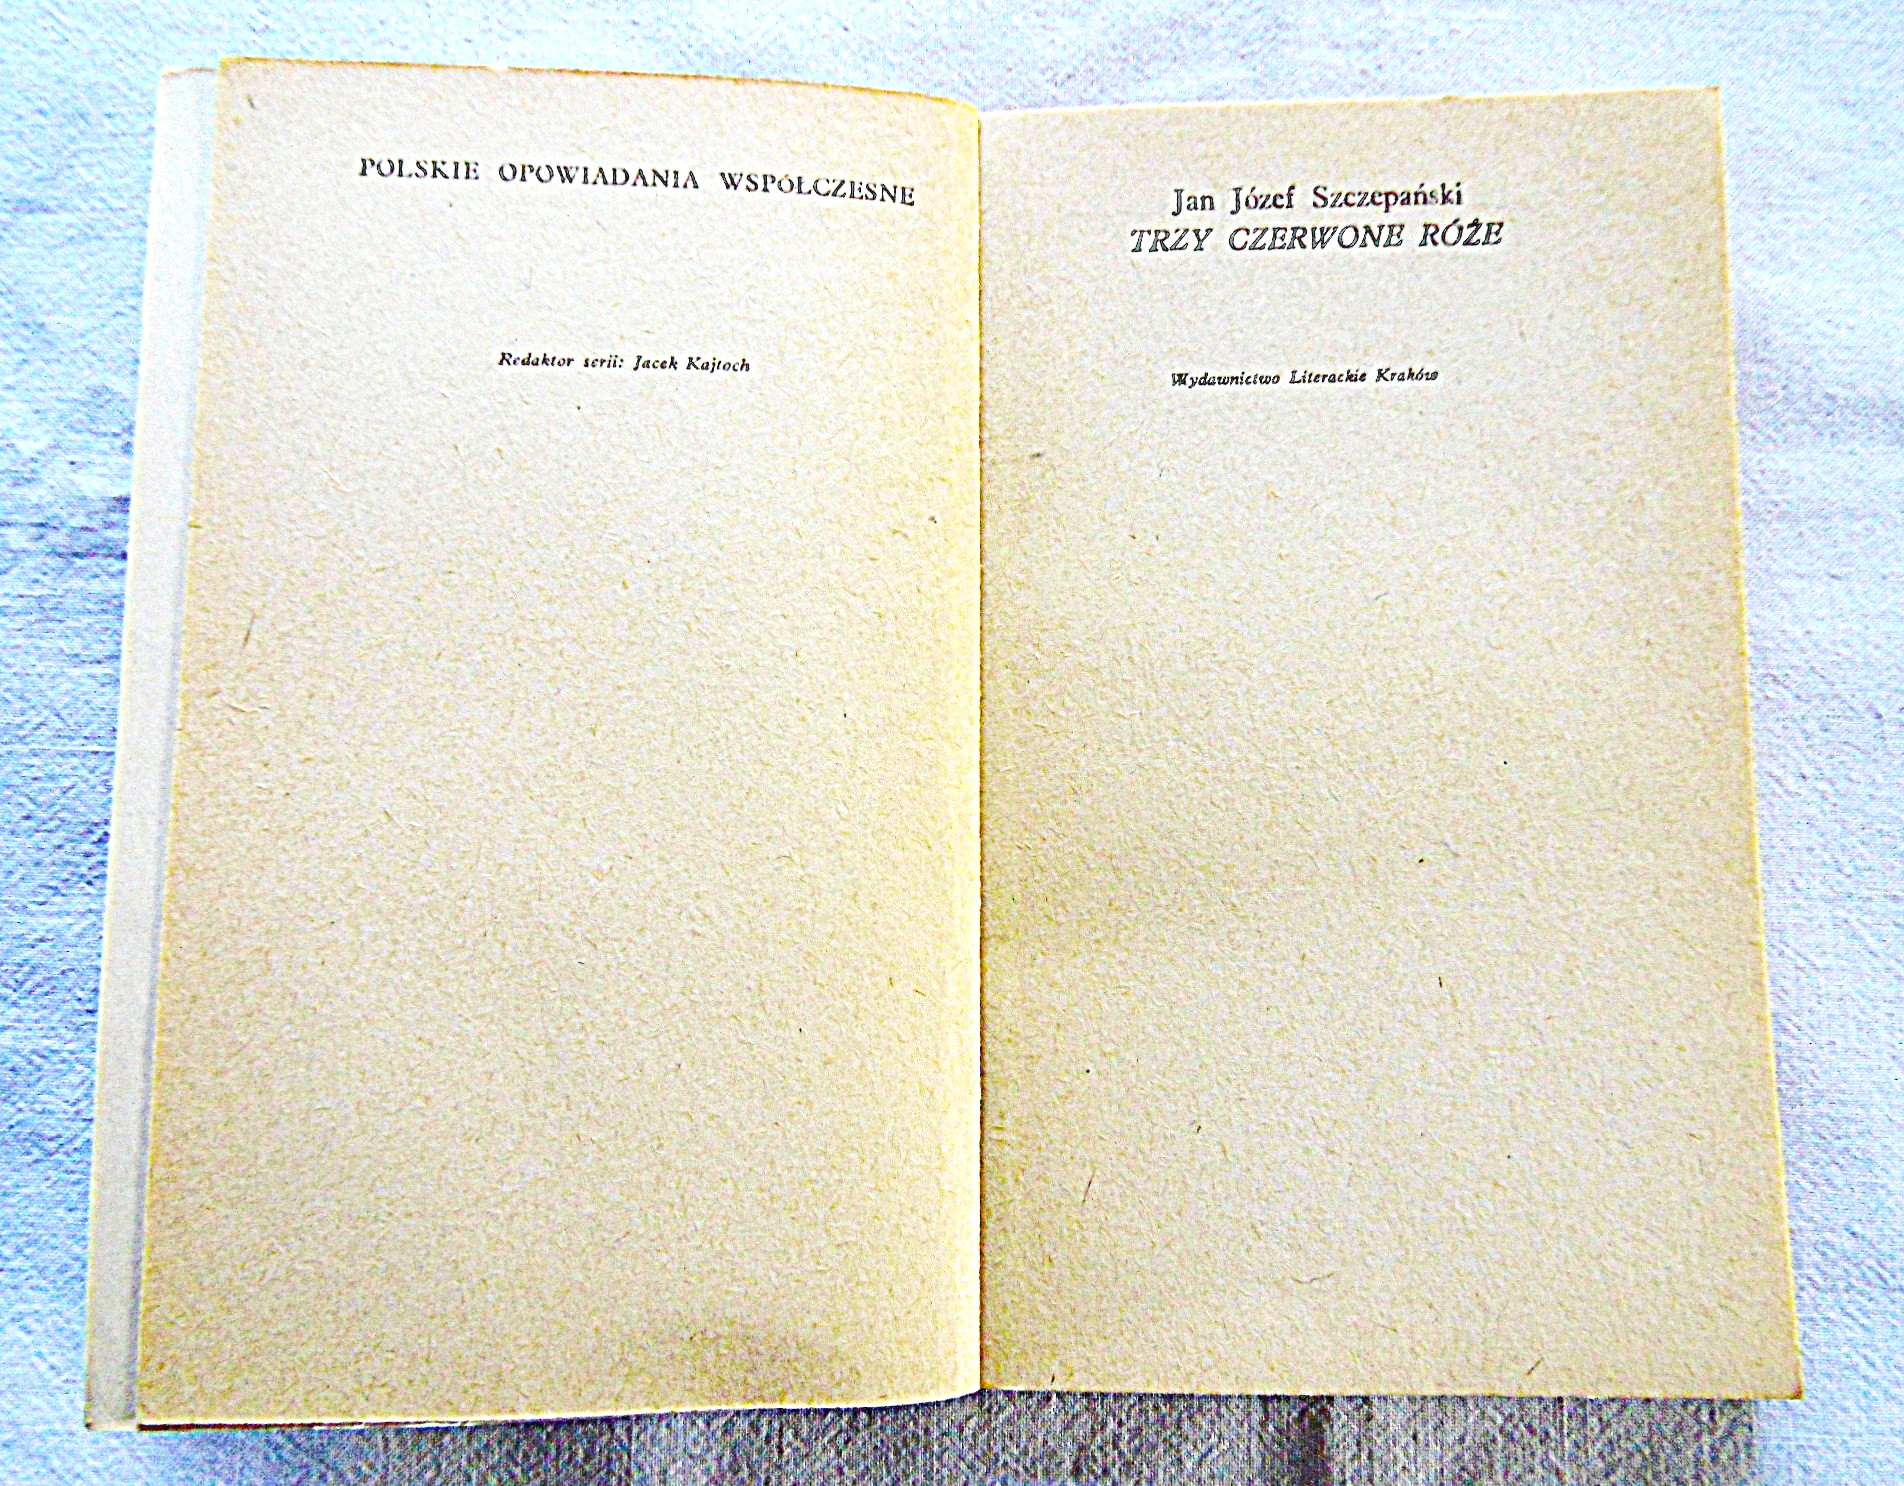 POLSKIE OPOWIADANIA WSPÓŁCZESNE
Redaktor serii: Jacek Kajtoch
Jan Józef Szczepański
TRZY CZERWONE RÓŻE
Wydawnictwo Literackie Kraków